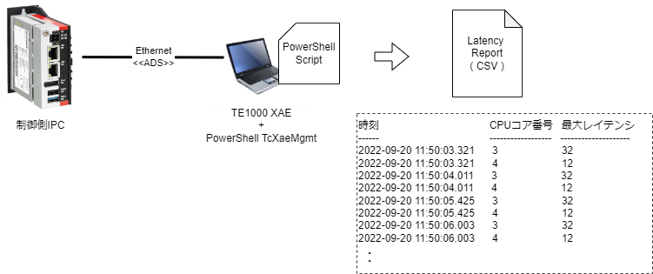 Ethernet
<<ADS>>
PowerShell
Script
Latency
Report
（CSV）
制御側IPC
TE1000 XAE
+
PowerShell TcXaeMgmt
時刻 CPUコア番号 最大レイテンシ
------ ------------------ --------------------
2022-09-20 11:50:03.321 3 32
2022-09-20 11:50:03.321 4 12
2022-09-20 11:50:04.011 3 32
2022-09-20 11:50:04.011 4 12
2022-09-20 11:50:05.425 3 32
2022-09-20 11:50:05.425 4 12
2022-09-20 11:50:06.003 3 32
2022-09-20 11:50:06.003 4 12
：